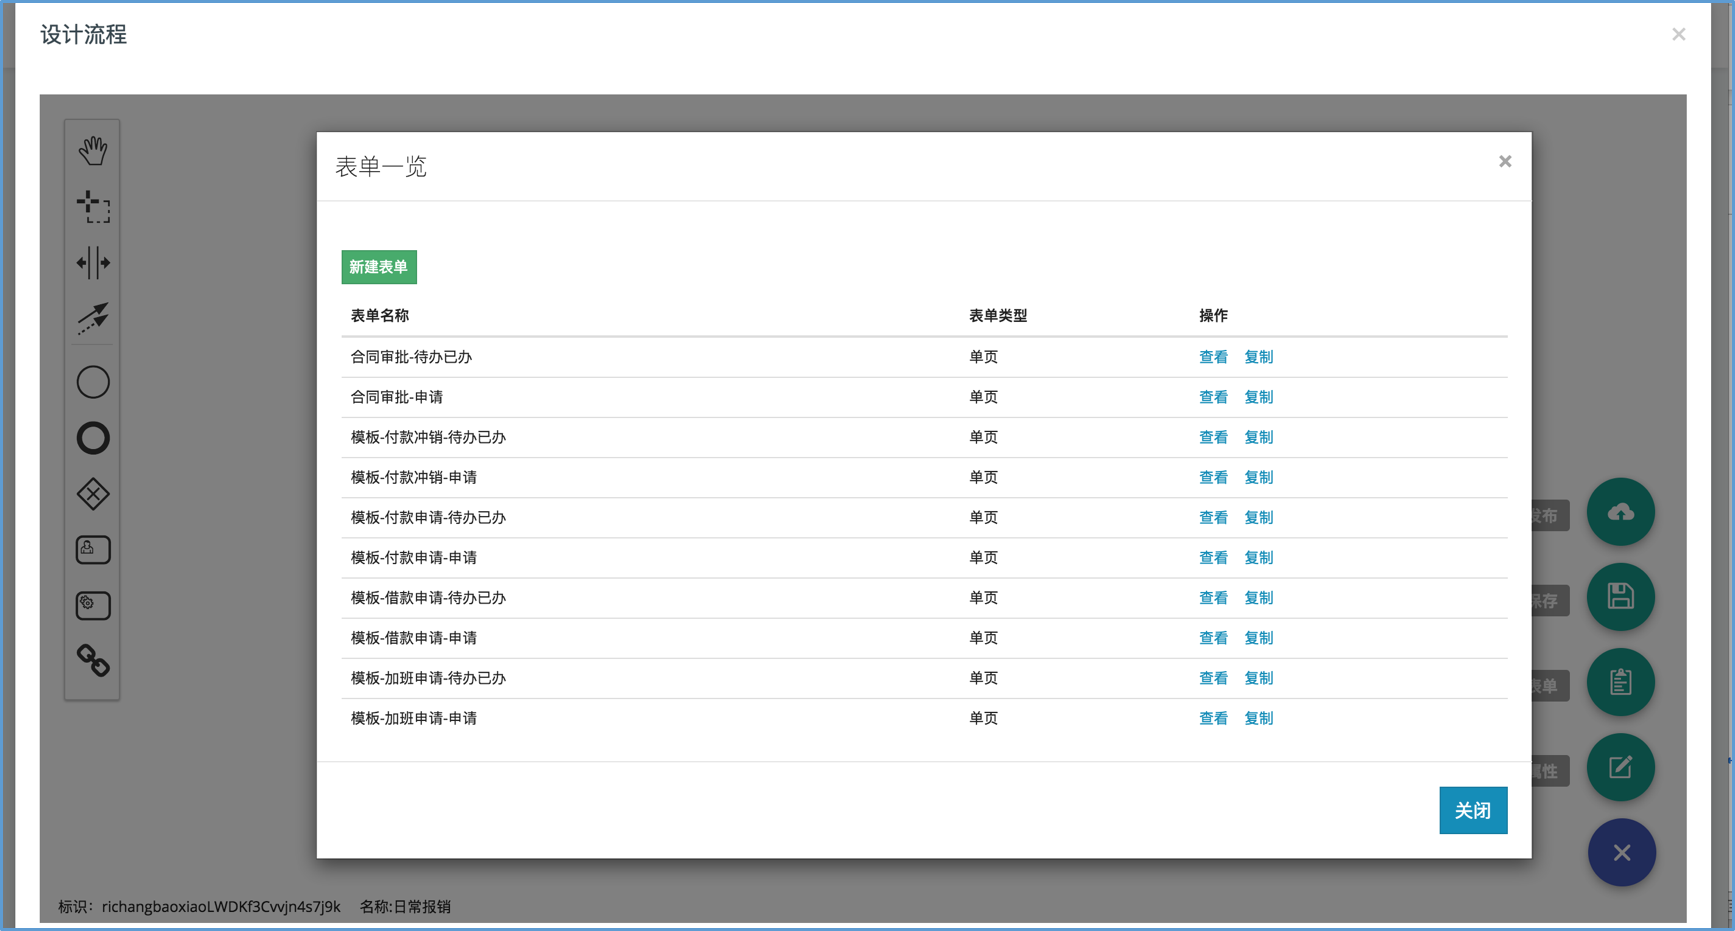 设计流程
×
表单一览
×
新建表单
表单名称 表单类型 操作
合同审批-待办已办 单页 查看 复制
合同审批-申请 单页 查看 复制
模板-付款冲销-待办已办 单页 查看 复制
模板-付款冲销-申请 单页 查看 复制
模板-付款申请-待办已办 单页 查看 复制
模板-付款申请-申请 单页 查看 复制
模板-借款申请-待办已办 单页 查看 复制
模板-借款申请-申请 单页 查看 复制
模板-加班申请-待办已办 单页 查看 复制
模板-加班申请-申请 单页 查看 复制
发布
保存
表单
属性
关闭
标识：richangbaoxiaoLWDKf3Cvvjn4s7j9k 名称:日常报销